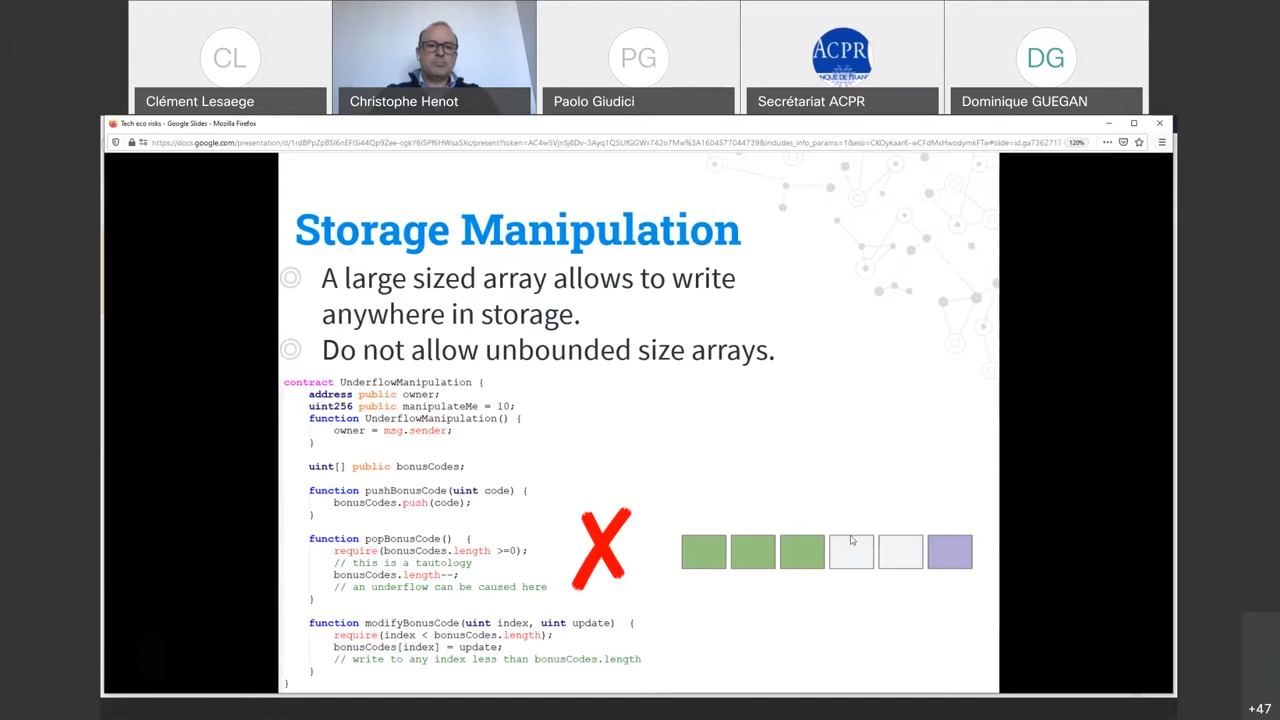 CL
PG
ACPR
NQUE DE FRAN
DG
Clément Lesaege
Christophe Henot
Paolo Giudici
Secrétariat ACPR
Dominique GUEGAN
Tech eco risks - Google Slides - Mozilla Firefox
120%
Storage Manipulation
A large sized array allows to write
anywhere in storage.
Do not allow unbounded size arrays.
contract UnderflowManipulation {
address public owner;
uint256 public manipulateMe = 10;
function UnderflowManipulation() {
owner = msg.sender;
}
uint[] public bonusCodes;
function pushBonusCode(uint code) {
bonusCodes.push(code);
}
function popBonusCode()  {
require(bonusCodes.length >=0);
// this is a tautology
bonusCodes.length--;
// an underflow can be caused here
}
function modifyBonusCode(uint index, uint update)  {
require(index < bonusCodes.length);
bonusCodes[index] = update;
// write to any index less than bonusCodes.length
}
}
+47